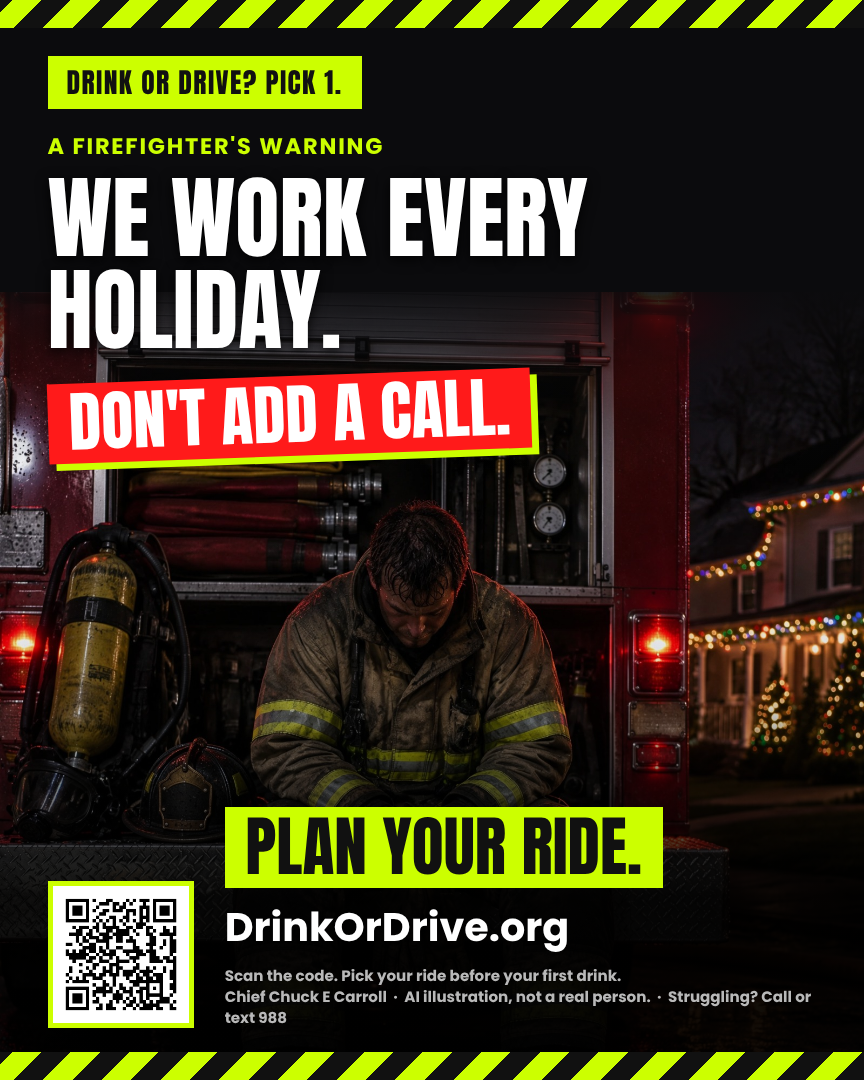 DRINK OR DRIVE? PICK 1.
A FIREFIGHTER'S WARNING
WE WORK EVERY
HOLIDAY.
DON'T ADD A CALL.
PLAN YOUR RIDE.
DrinkOrDrive.org
Scan the code. Pick your ride before your first drink.
Chief Chuck E Carroll · AI illustration, not a real person. · Struggling? Call or
text 988